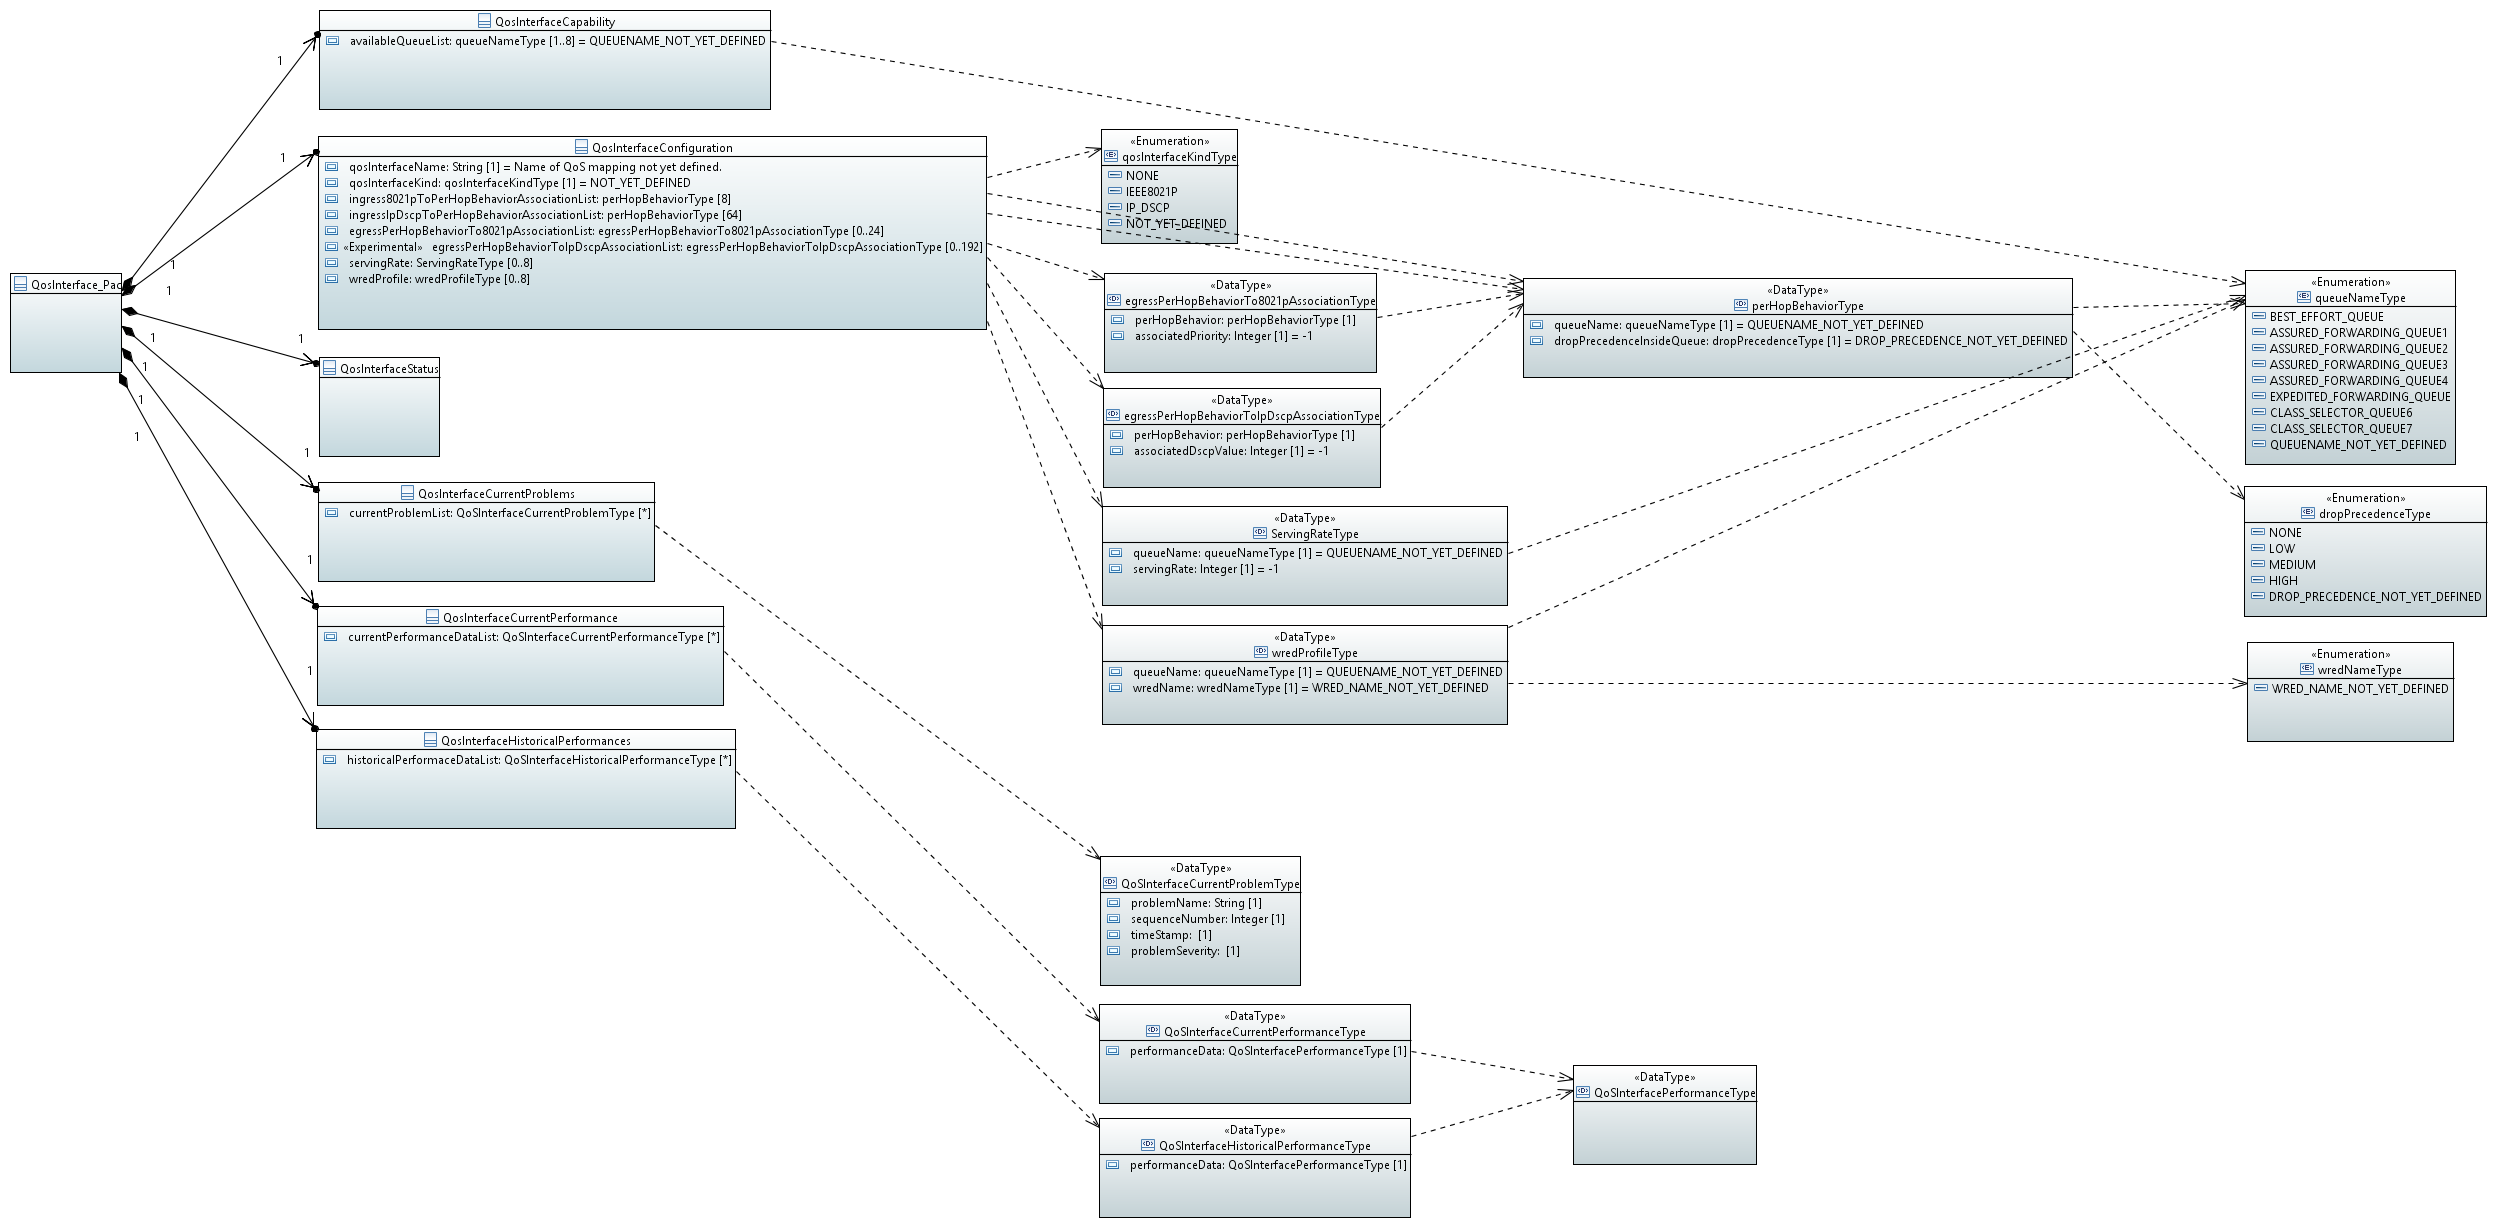 QosInterface_Pac
1
1
1
1
1
1
1
1
1
1
1
1
QosInterfaceCapability
availableQueueList: queueNameType [1..8] = QUEUENAME_NOT_YET_DEFINED
QosInterfaceConfiguration
qosInterfaceName: String [1] = Name of QoS mapping not yet defined.
qosInterfaceKind: qosInterfaceKindType [1] = NOT_YET_DEFINED
ingress8021pToPerHopBehaviorAssociationList: perHopBehaviorType [8]
ingressIpDscpToPerHopBehaviorAssociationList: perHopBehaviorType [64]
egressPerHopBehaviorTo8021pAssociationList: egressPerHopBehaviorTo8021pAssociationType [0..24]
«Experimental» egressPerHopBehaviorToIpDscpAssociationList: egressPerHopBehaviorToIpDscpAssociationType [0..192]
servingRate: ServingRateType [0..8]
wredProfile: wredProfileType [0..8]
QosInterfaceStatus
QosInterfaceCurrentProblems
currentProblemList: QoSInterfaceCurrentProblemType [*]
QosInterfaceCurrentPerformance
currentPerformanceDataList: QoSInterfaceCurrentPerformanceType [*]
QosInterfaceHistoricalPerformances
historicalPerformaceDataList: QoSInterfaceHistoricalPerformanceType [*]
«Enumeration»
qosInterfaceKindType
NONE
IEEE8021P
IP_DSCP
NOT_YET_DEFINED
«DataType»
egressPerHopBehaviorTo8021pAssociationType
perHopBehavior: perHopBehaviorType [1]
associatedPriority: Integer [1] = -1
«DataType»
egressPerHopBehaviorToIpDscpAssociationType
perHopBehavior: perHopBehaviorType [1]
associatedDscpValue: Integer [1] = -1
«DataType»
ServingRateType
queueName: queueNameType [1] = QUEUENAME_NOT_YET_DEFINED
servingRate: Integer [1] = -1
«DataType»
wredProfileType
queueName: queueNameType [1] = QUEUENAME_NOT_YET_DEFINED
wredName: wredNameType [1] = WRED_NAME_NOT_YET_DEFINED
«DataType»
QoSInterfaceCurrentProblemType
problemName: String [1]
sequenceNumber: Integer [1]
timeStamp:  [1]
problemSeverity:  [1]
«DataType»
QoSInterfaceCurrentPerformanceType
performanceData: QoSInterfacePerformanceType [1]
«DataType»
QoSInterfaceHistoricalPerformanceType
performanceData: QoSInterfacePerformanceType [1]
«DataType»
perHopBehaviorType
queueName: queueNameType [1] = QUEUENAME_NOT_YET_DEFINED
dropPrecedenceInsideQueue: dropPrecedenceType [1] = DROP_PRECEDENCE_NOT_YET_DEFINED
«DataType»
QoSInterfacePerformanceType
«Enumeration»
queueNameType
BEST_EFFORT_QUEUE
ASSURED_FORWARDING_QUEUE1
ASSURED_FORWARDING_QUEUE2
ASSURED_FORWARDING_QUEUE3
ASSURED_FORWARDING_QUEUE4
EXPEDITED_FORWARDING_QUEUE
CLASS_SELECTOR_QUEUE6
CLASS_SELECTOR_QUEUE7
QUEUENAME_NOT_YET_DEFINED
«Enumeration»
dropPrecedenceType
NONE
LOW
MEDIUM
HIGH
DROP_PRECEDENCE_NOT_YET_DEFINED
«Enumeration»
wredNameType
WRED_NAME_NOT_YET_DEFINED